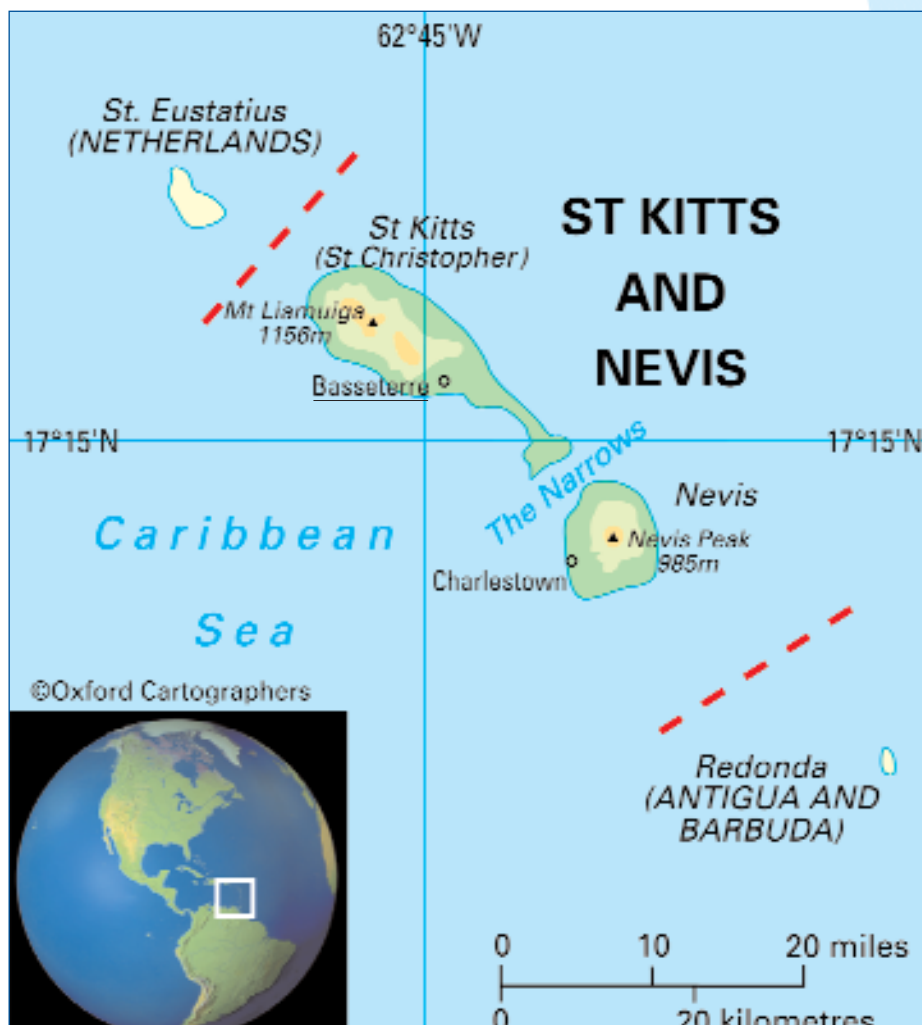 62°45'W
St. Eustatius
(NETHERLANDS)
ST KITTS
AND
NEVIS
St Kitts
(St Christopher)
Mt Liamuiga
1156m
Basseterre
17°15'N
17°15'N
The Narrows
Caribbean
Sea
Nevis
Nevis Peak
985m
Charlestown
©Oxford Cartographers
Redonda
(ANTIGUA AND
BARBUDA)
0 10 20 miles
0 20 kilometres